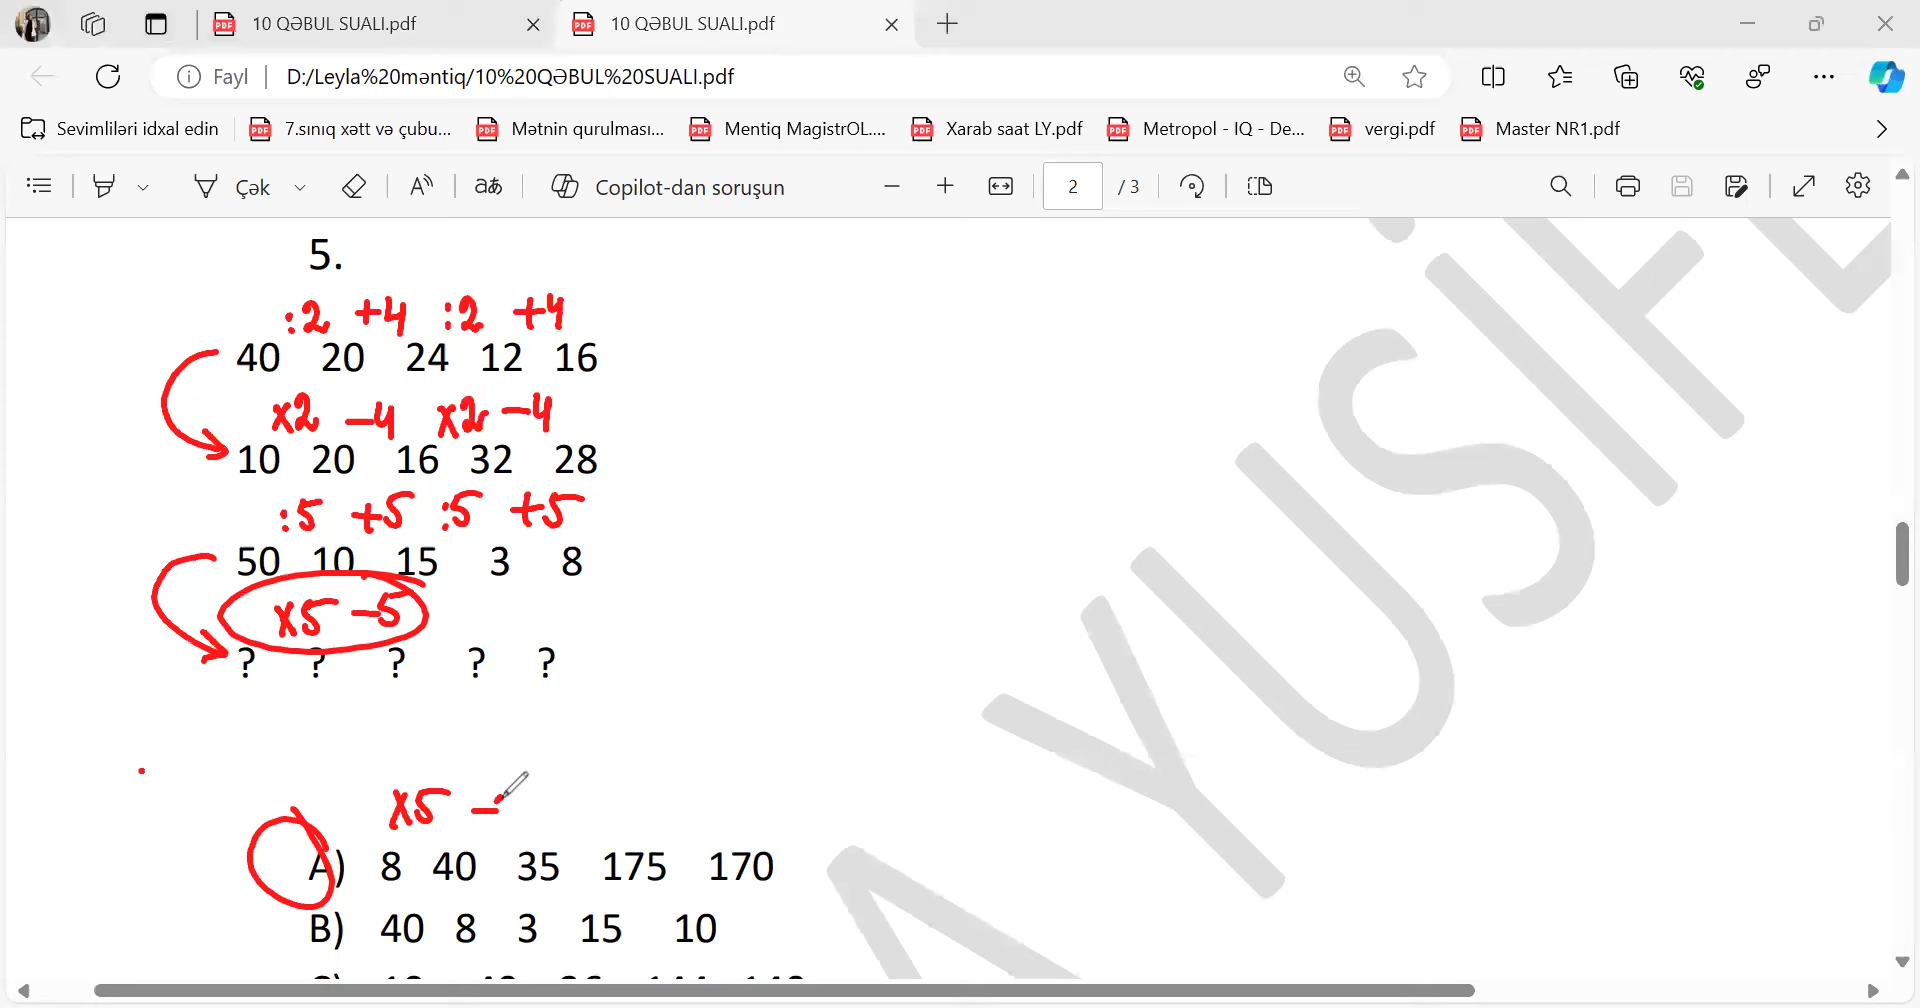 10 QƏBUL SUALI.pdf
10 QƏBUL SUALI.pdf
Fayl
D:/Leyla%20məntiq/10%20QƏBUL%20SUALI.pdf
Sevimliləri idxal edin
7.sınıq xətt və çubu...
Mətnin qurulması...
Mentiq MagistrOL....
Xarab saat LY.pdf
Metropol - IQ - De...
vergi.pdf
Master NR1.pdf
Çək
A
aあ
Copilot-dan soruşun
2
/ 3
5.
:2 +4 :2 +4
40 20 24 12 16
x2 -4 x2 -4
10 20 16 32 28
:5 +5 :5 +5
50 10 15 3 8
x5 -5
? ? ? ? ?
x5 -
A) 8 40 35 175 170
B) 40 8 3 15 10